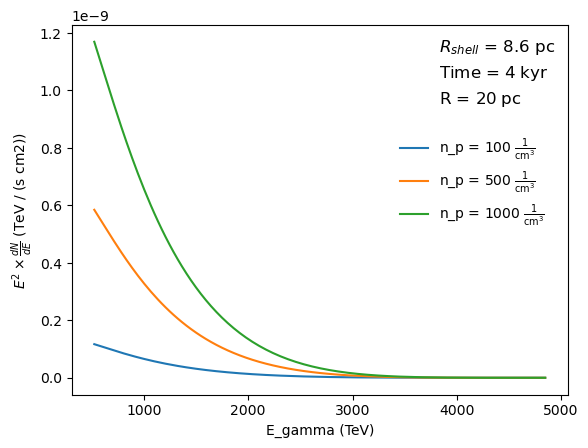 1e−9
R_shell = 8.6 pc
Time = 4 kyr
R = 20 pc
n_p = 100 1/cm³
n_p = 500 1/cm³
n_p = 1000 1/cm³
E² × dN/dE (TeV / (s cm2))
1.2
1.0
0.8
0.6
0.4
0.2
0.0
1000 2000 3000 4000 5000
E_gamma (TeV)